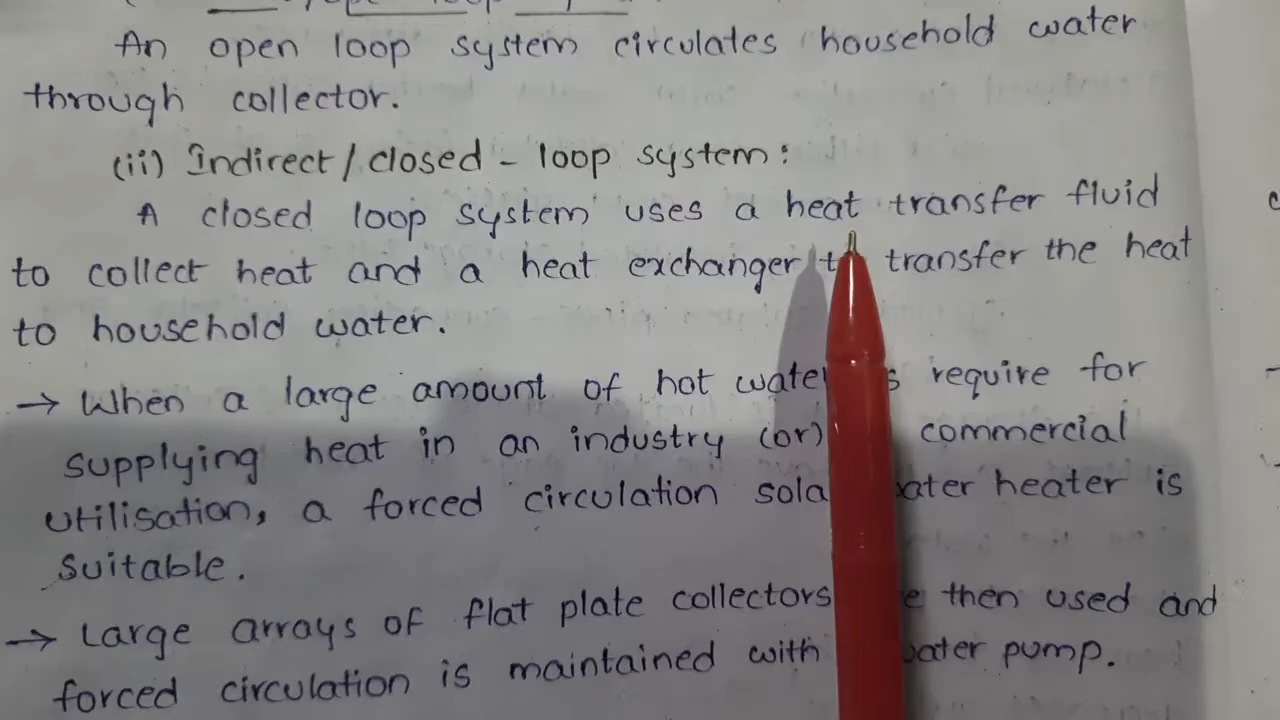 loop
An open loop system circulates household water
through collector.
(ii) Indirect/closed - loop system:
A closed loop system uses a heat transfer fluid
to collect heat and a heat exchanger transfer the heat
to household water.
→ When a large amount of hot require for
supplying heat in an industry (or) commercial
utilisation, a forced circulation heater is
suitable.
→ Large arrays of flat plate collectors then used and
forced circulation is maintained with pump.